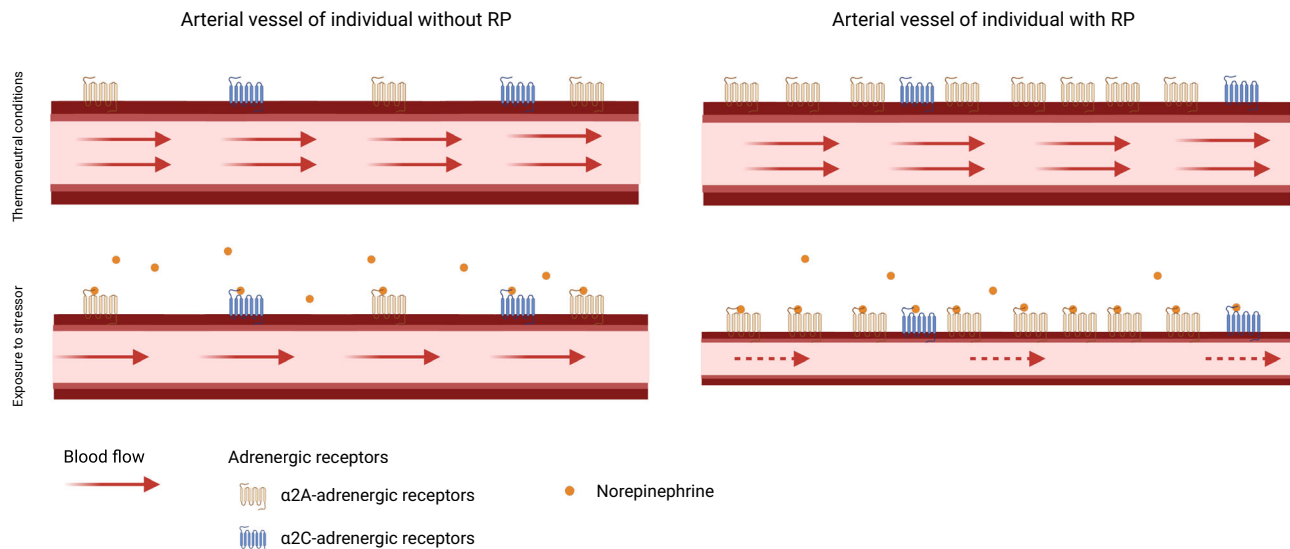 Arterial vessel of individual without RP
Arterial vessel of individual with RP
Thermoneutral conditions
Exposure to stressor
Blood flow
Adrenergic receptors
α2A-adrenergic receptors
Norepinephrine
α2C-adrenergic receptors